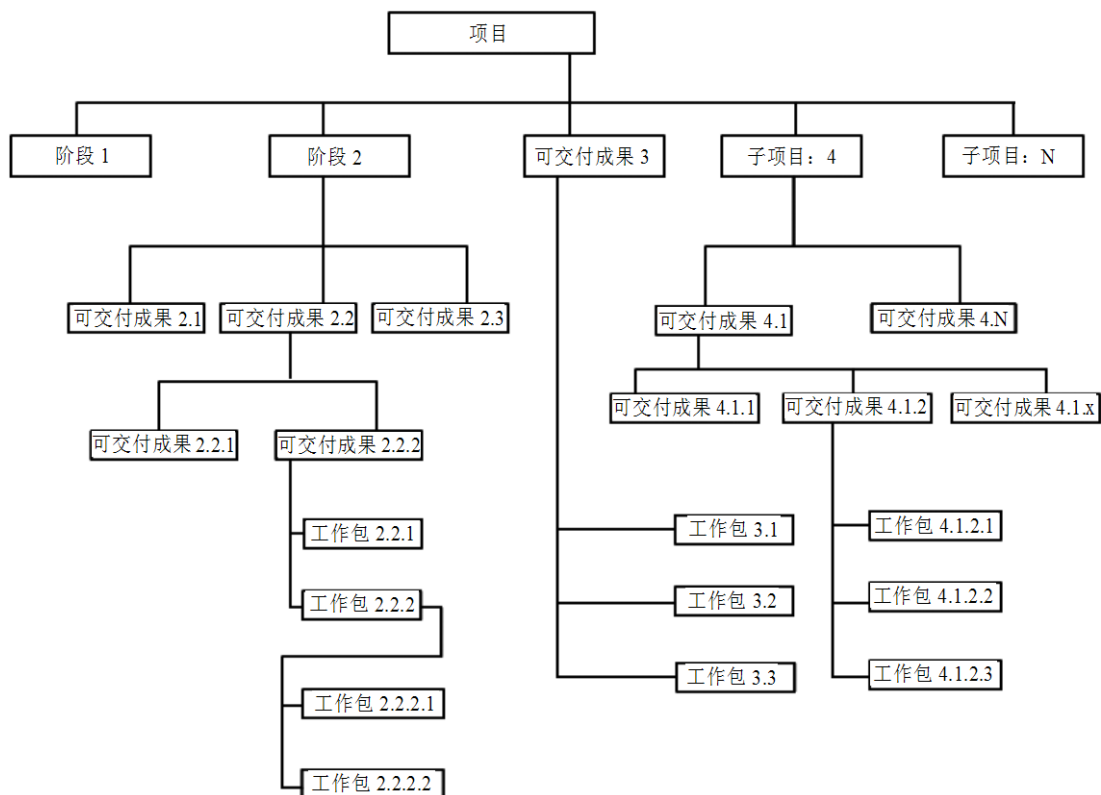 项目
阶段 1
阶段 2
可交付成果 3
子项目：4
子项目：N
可交付成果 2.1
可交付成果 2.2
可交付成果 2.3
可交付成果 4.1
可交付成果 4.N
可交付成果 4.1.1
可交付成果 4.1.2
可交付成果 4.1.x
可交付成果 2.2.1
可交付成果 2.2.2
工作包 2.2.1
工作包 3.1
工作包 4.1.2.1
工作包 2.2.2
工作包 3.2
工作包 4.1.2.2
工作包 3.3
工作包 4.1.2.3
工作包 2.2.2.1
工作包 2.2.2.2